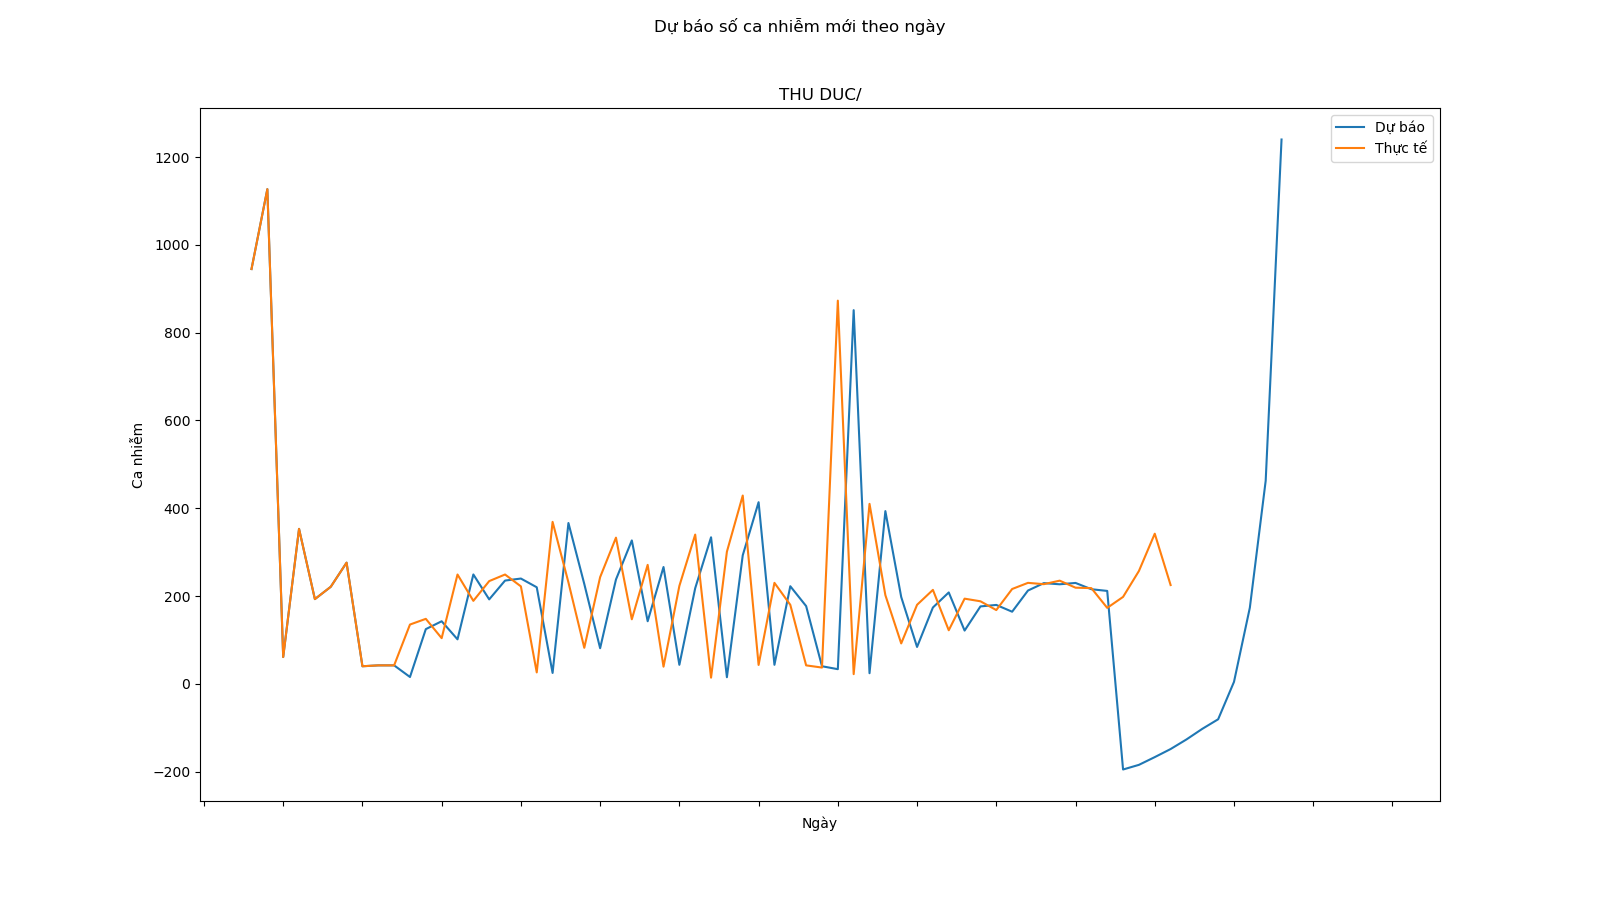 Dự báo số ca nhiễm mới theo ngày
THU DUC/
Dự báo
Thực tế
1200
1000
800
600
400
200
0
−200
Ca nhiễm
Ngày